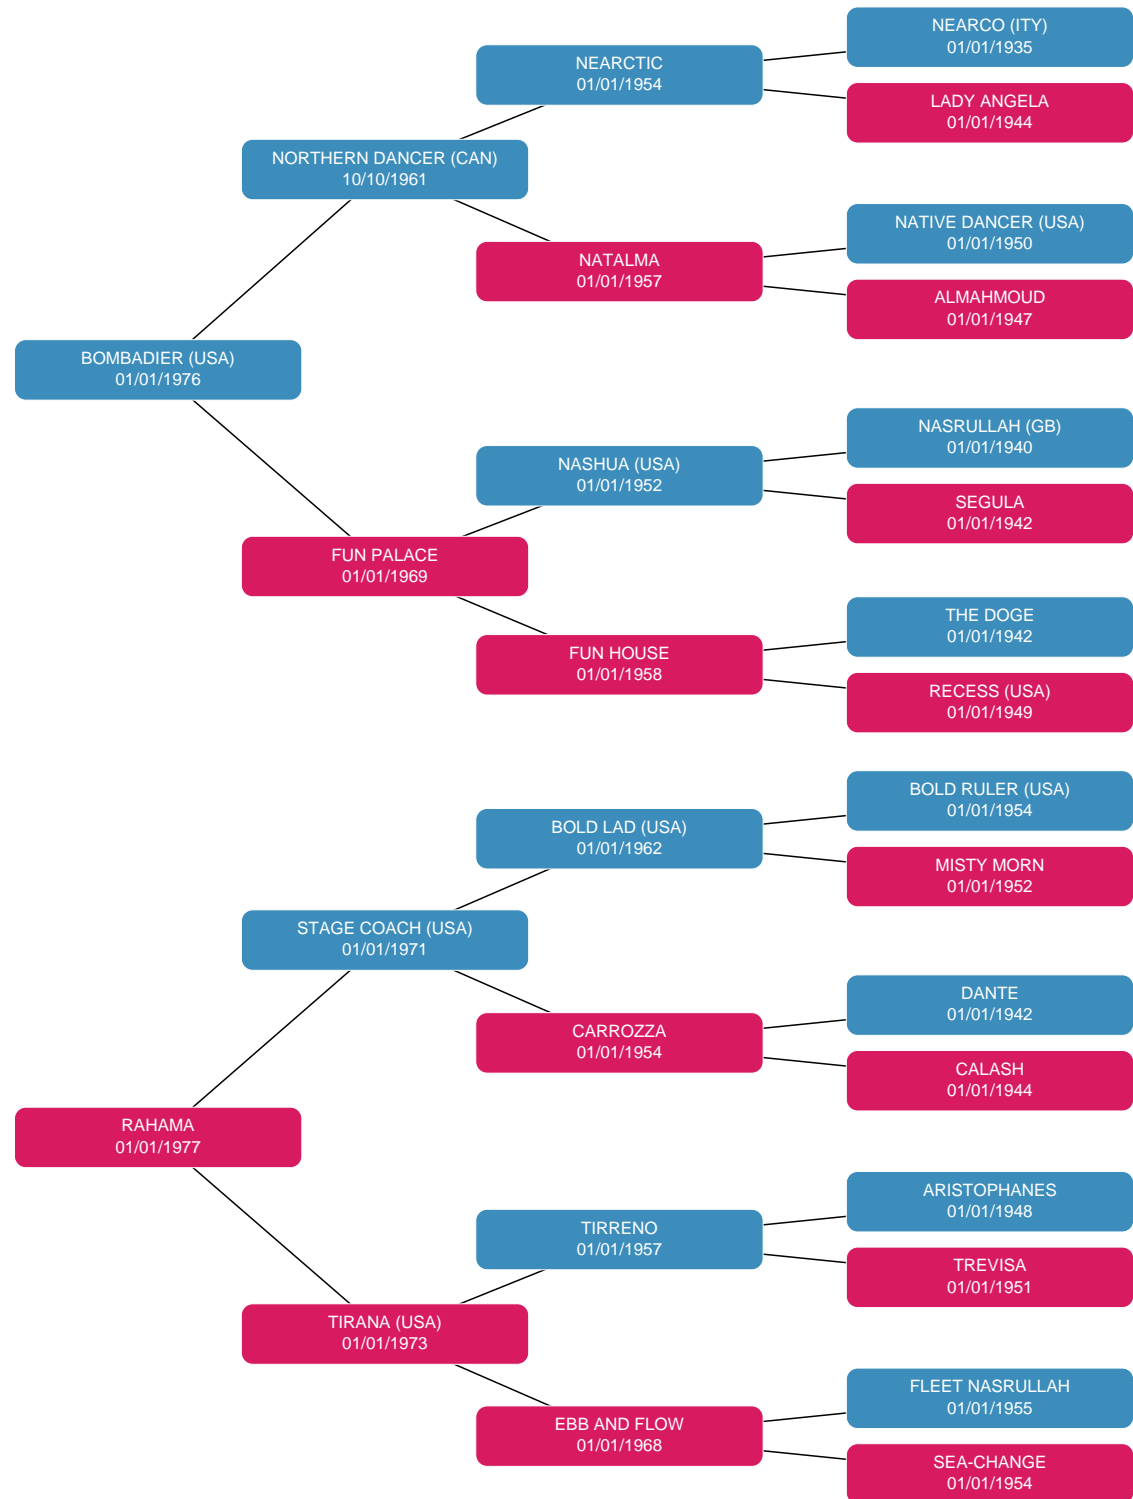 NEARCO (ITY)
01/01/1935
NEARCTIC
01/01/1954
LADY ANGELA
01/01/1944
NORTHERN DANCER (CAN)
10/10/1961
NATIVE DANCER (USA)
01/01/1950
NATALMA
01/01/1957
ALMAHMOUD
01/01/1947
BOMBADIER (USA)
01/01/1976
NASRULLAH (GB)
01/01/1940
NASHUA (USA)
01/01/1952
SEGULA
01/01/1942
FUN PALACE
01/01/1969
THE DOGE
01/01/1942
FUN HOUSE
01/01/1958
RECESS (USA)
01/01/1949
BOLD RULER (USA)
01/01/1954
BOLD LAD (USA)
01/01/1962
MISTY MORN
01/01/1952
STAGE COACH (USA)
01/01/1971
DANTE
01/01/1942
CARROZZA
01/01/1954
CALASH
01/01/1944
RAHAMA
01/01/1977
ARISTOPHANES
01/01/1948
TIRRENO
01/01/1957
TREVISA
01/01/1951
TIRANA (USA)
01/01/1973
FLEET NASRULLAH
01/01/1955
EBB AND FLOW
01/01/1968
SEA-CHANGE
01/01/1954